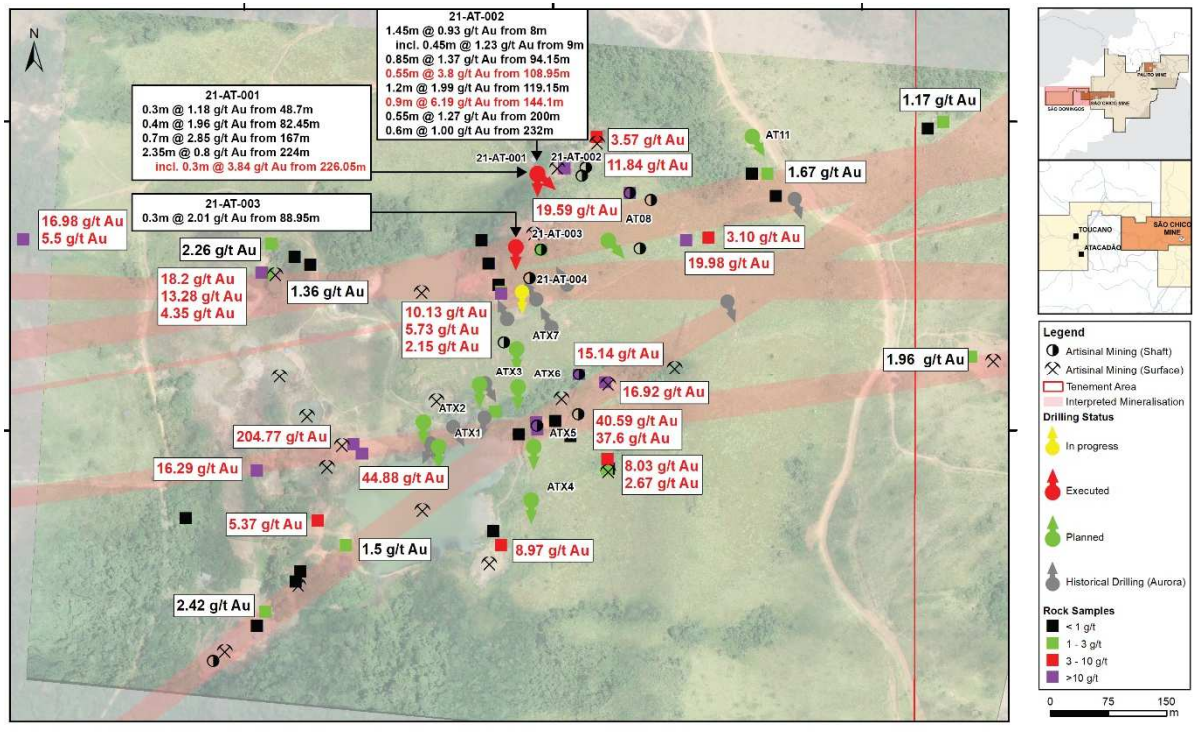 N
21-AT-002
1.45m @ 0.93 g/t Au from 8m
incl. 0.45m @ 1.23 g/t Au from 9m
0.85m @ 1.37 g/t Au from 94.15m
0.55m @ 3.8 g/t Au from 108.95m
1.2m @ 1.99 g/t Au from 119.15m
0.9m @ 6.19 g/t Au from 144.1m
0.55m @ 1.27 g/t Au from 200m
0.6m @ 1.00 g/t Au from 232m
21-AT-001
0.3m @ 1.18 g/t Au from 48.7m
0.4m @ 1.96 g/t Au from 82.45m
0.7m @ 2.85 g/t Au from 167m
2.35m @ 0.8 g/t Au from 224m
incl. 0.3m @ 3.84 g/t Au from 226.05m
21-AT-003
0.3m @ 2.01 g/t Au from 88.95m
1.17 g/t Au
3.57 g/t Au
AT11
21-AT-001
21-AT-002
11.84 g/t Au
1.67 g/t Au
19.59 g/t Au
AT08
16.98 g/t Au
5.5 g/t Au
2.26 g/t Au
21-AT-003
3.10 g/t Au
19.98 g/t Au
18.2 g/t Au
13.28 g/t Au
4.35 g/t Au
1.36 g/t Au
21-AT-004
10.13 g/t Au
5.73 g/t Au
2.15 g/t Au
ATX7
15.14 g/t Au
1.96 g/t Au
ATX3
ATX6
16.92 g/t Au
ATX2
ATX1
ATX5
40.59 g/t Au
37.6 g/t Au
204.77 g/t Au
16.29 g/t Au
44.88 g/t Au
8.03 g/t Au
2.67 g/t Au
ATX4
5.37 g/t Au
1.5 g/t Au
8.97 g/t Au
2.42 g/t Au
PALITO MINE
SÃO CHICO MINE
SÃO DOMINGOS
TOUCANO
ATACADÃO
SÃO CHICO
MINE
Legend
Artisinal Mining (Shaft)
Artisinal Mining (Surface)
Tenement Area
Interpreted Mineralisation
Drilling Status
In progress
Executed
Planned
Historical Drilling (Aurora)
Rock Samples
< 1 g/t
1 - 3 g/t
3 - 10 g/t
>10 g/t
0 75 150
m